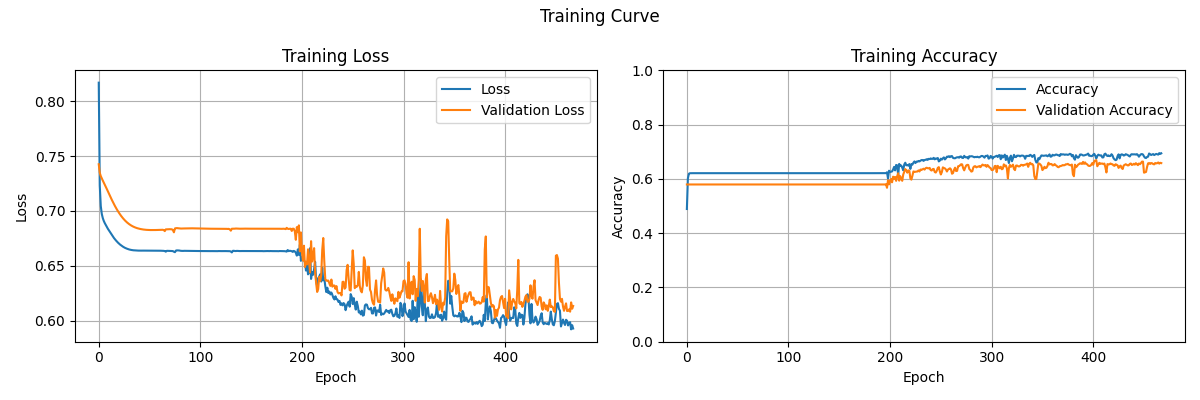 Training Curve
Training Loss
Loss
Validation Loss
0.80
0.75
0.70
0.65
0.60
Loss
0
100
200
300
400
Epoch
Training Accuracy
Accuracy
Validation Accuracy
1.0
0.8
0.6
0.4
0.2
0.0
Accuracy
0
100
200
300
400
Epoch